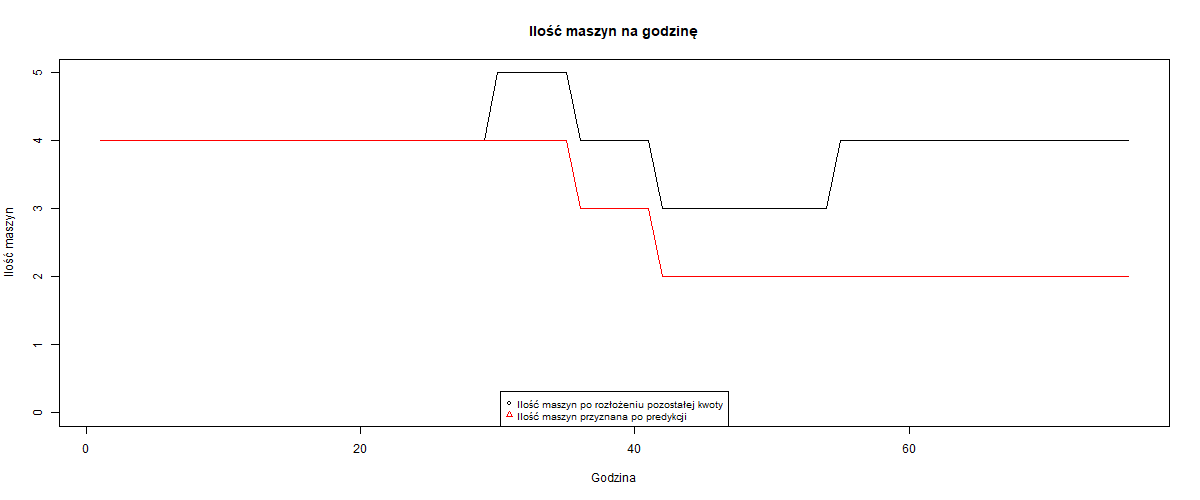 Ilość maszyn na godzinę
Ilość maszyn
5
4
3
2
1
0
Ilość maszyn po rozłożeniu pozostałej kwoty
Ilość maszyn przyznana po predykcji
0 20 40 60
Godzina